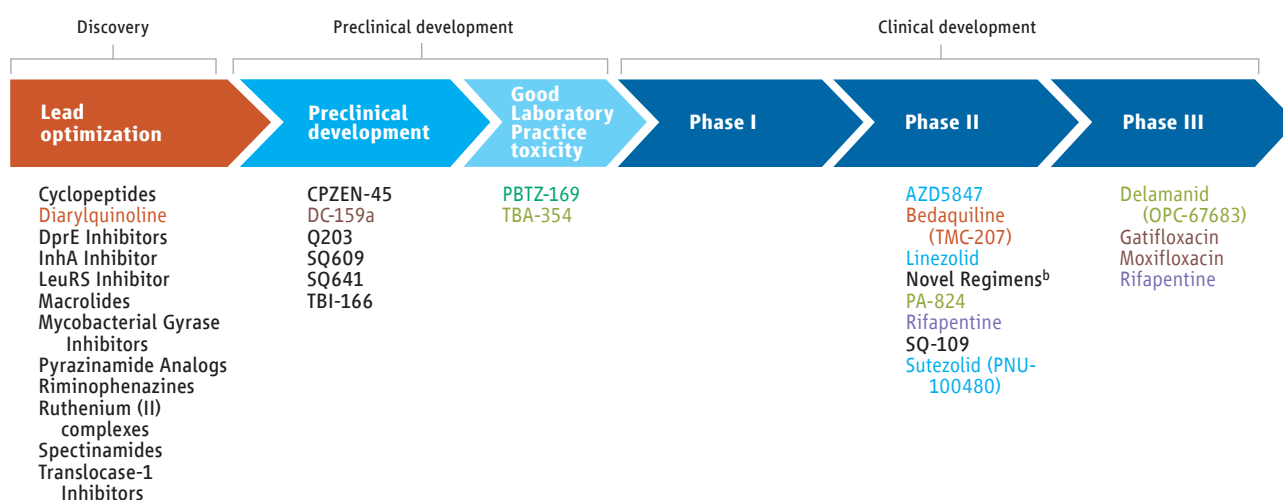 Discovery
Preclinical development
Clinical development
Lead
optimization
Preclinical
development
Good
Laboratory
Practice
toxicity
Phase I
Phase II
Phase III
Cyclopeptides
Diarylquinoline
DprE Inhibitors
InhA Inhibitor
LeuRS Inhibitor
Macrolides
Mycobacterial Gyrase
Inhibitors
Pyrazinamide Analogs
Riminophenazines
Ruthenium (II)
complexes
Spectinamides
Translocase-1
Inhibitors
CPZEN-45
DC-159a
Q203
SQ609
SQ641
TBI-166
PBTZ-169
TBA-354
AZD5847
Bedaquiline
(TMC-207)
Linezolid
Novel Regimensᵇ
PA-824
Rifapentine
SQ-109
Sutezolid (PNU-
100480)
Delamanid
(OPC-67683)
Gatifloxacin
Moxifloxacin
Rifapentine